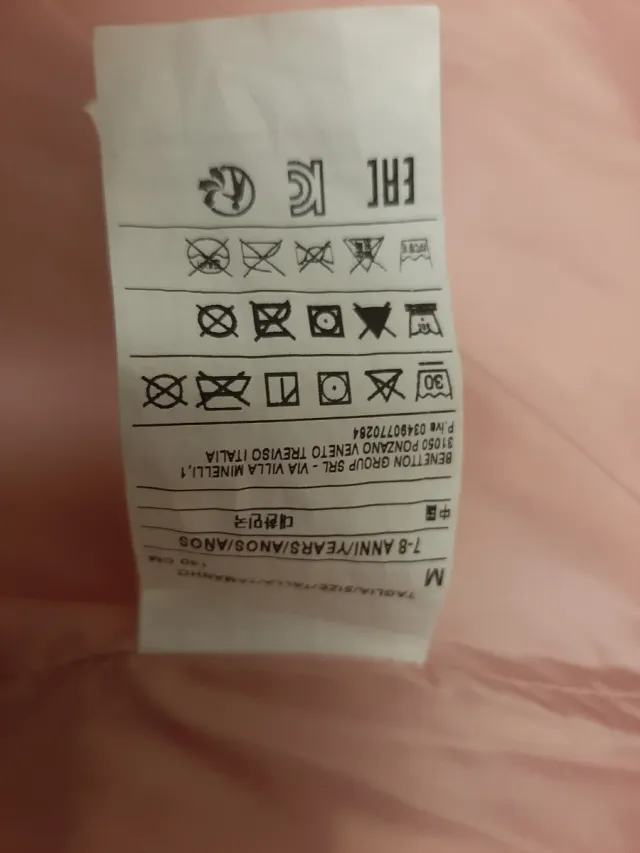 TAGLIA/SIZE/TALLA/TAMANHO
M
7-8 ANNI/YEARS/ANOS/AÑOS
中国 대한민국
BENETTON GROUP SRL - VIA VILLA MINELLI,1
31050 PONZANO VENETO TREVISO ITALIA
P.iva 03490770264
30
EAC